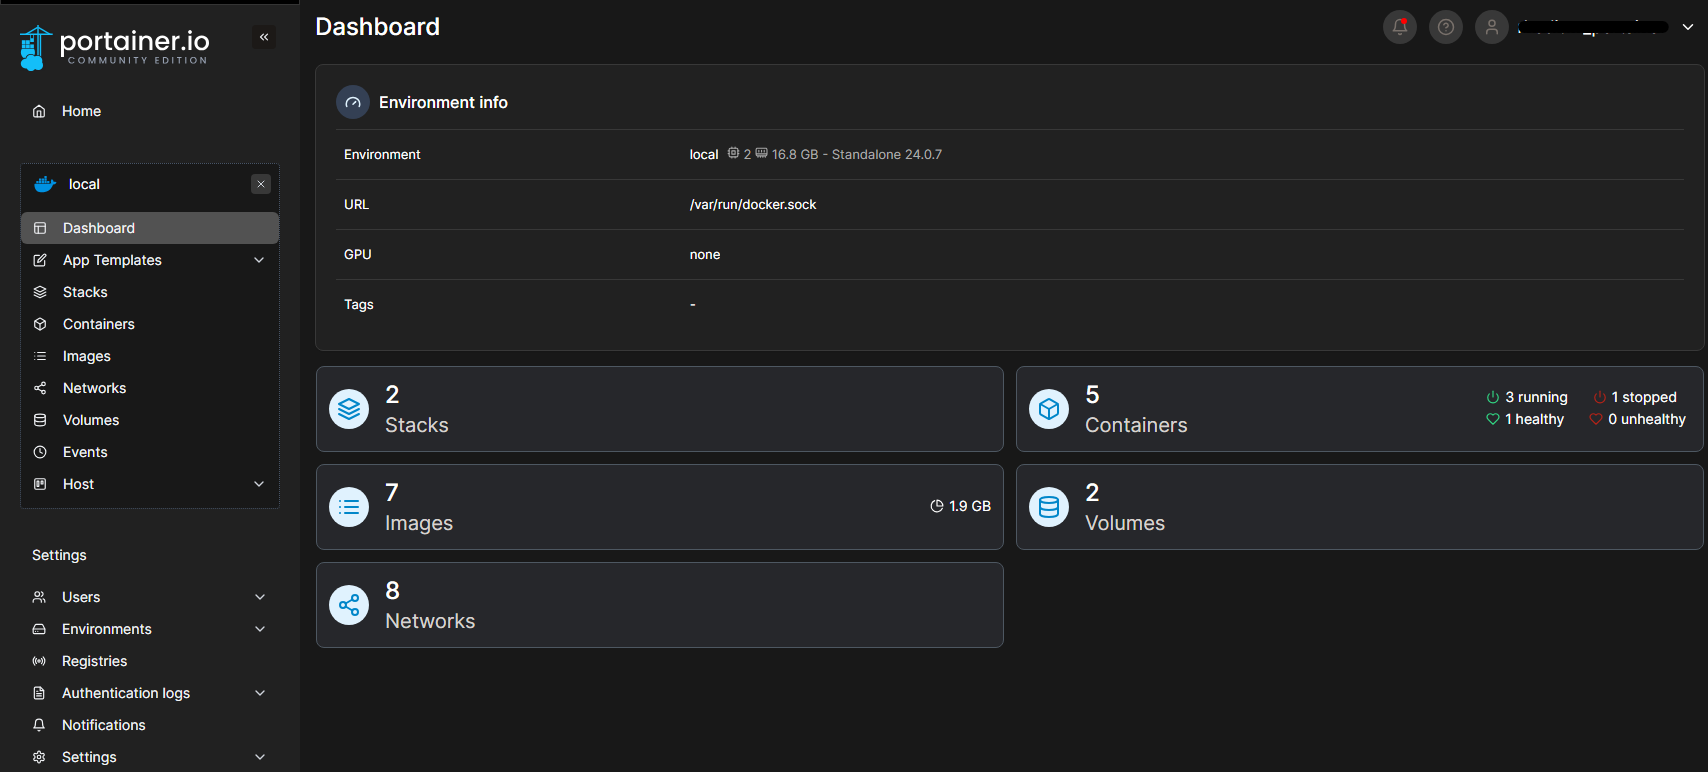 portainer.io
COMMUNITY EDITION
Home
local
Dashboard
App Templates
Stacks
Containers
Images
Networks
Volumes
Events
Host
Settings
Users
Environments
Registries
Authentication logs
Notifications
Settings
Dashboard
Environment info
Environment local 2 16.8 GB - Standalone 24.0.7
URL /var/run/docker.sock
GPU none
Tags -
2
Stacks
5
Containers
3 running 1 stopped
1 healthy 0 unhealthy
7
Images
1.9 GB
2
Volumes
8
Networks